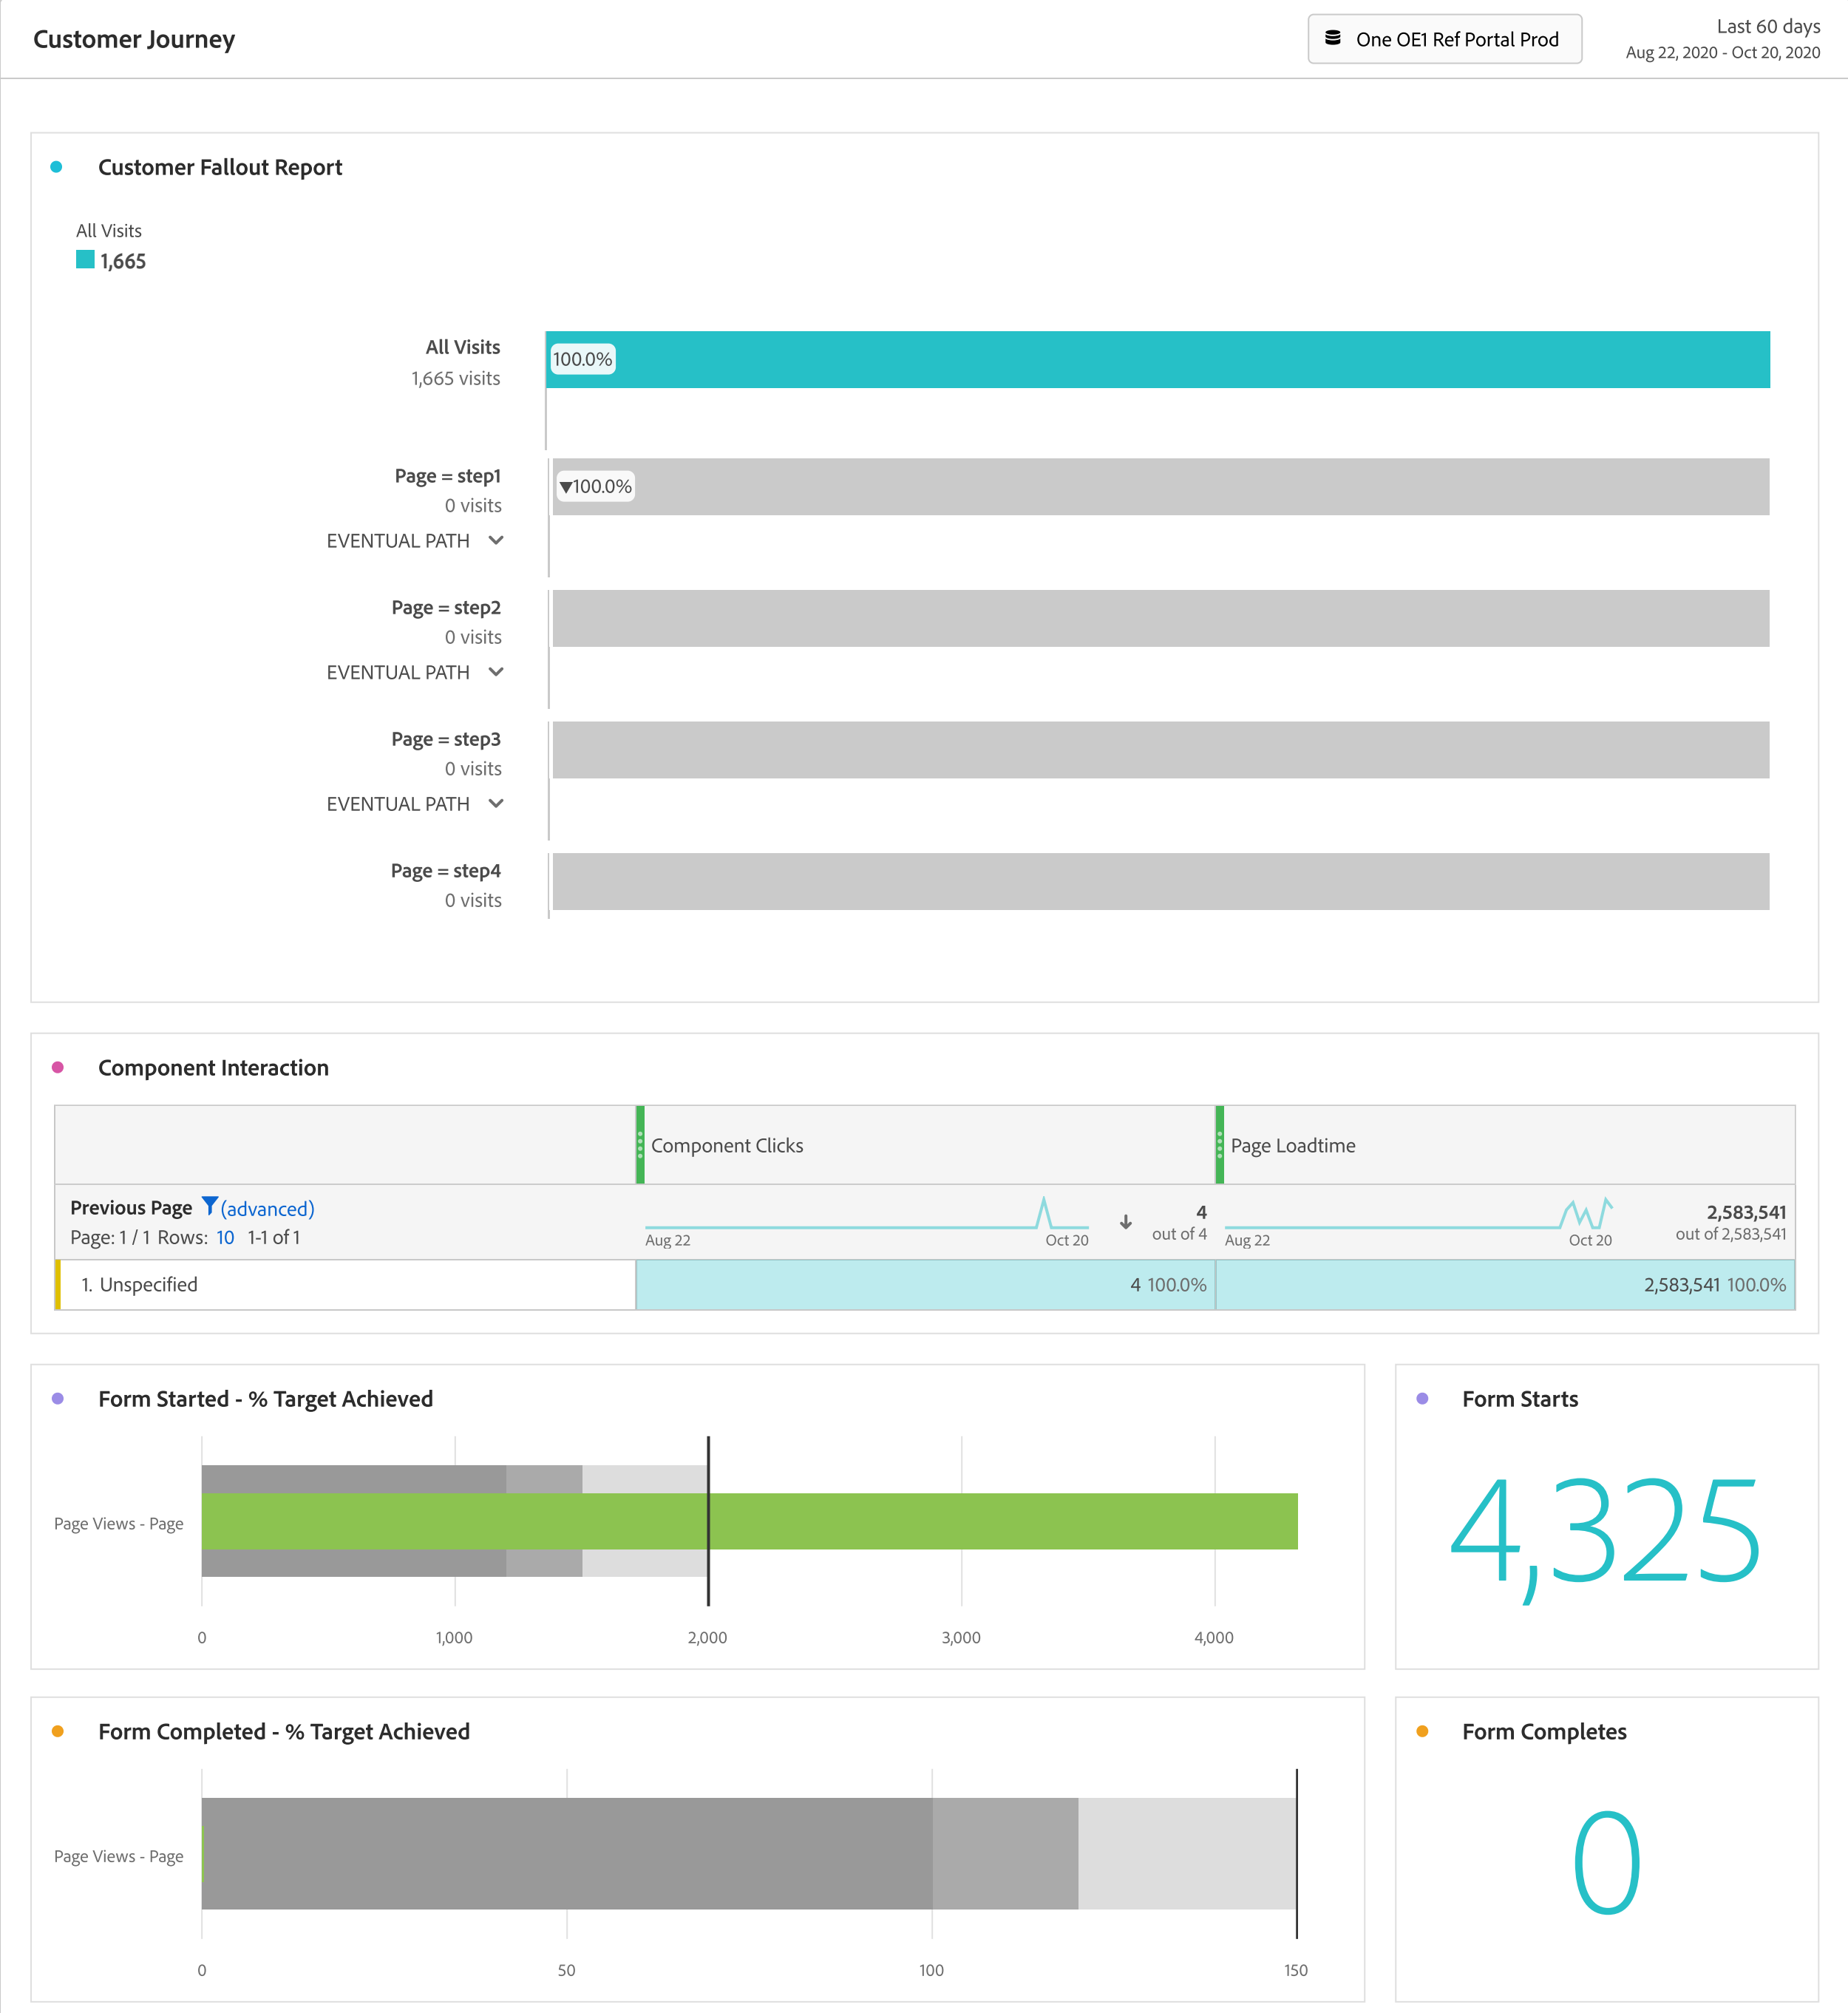 Customer Journey
One OE1 Ref Portal Prod
Last 60 days
Aug 22, 2020 - Oct 20, 2020
Customer Fallout Report
All Visits
1,665
All Visits
1,665 visits
100.0%
Page = step1
0 visits
EVENTUAL PATH
▼100.0%
Page = step2
0 visits
EVENTUAL PATH
Page = step3
0 visits
EVENTUAL PATH
Page = step4
0 visits
Component Interaction
Component Clicks
Page Loadtime
Previous Page (advanced)
Page: 1 / 1 Rows: 10 1-1 of 1
Aug 22
Oct 20
4
out of 4
Aug 22
Oct 20
2,583,541
out of 2,583,541
1. Unspecified
4 100.0%
2,583,541 100.0%
Form Started - % Target Achieved
Page Views - Page
0 1,000 2,000 3,000 4,000
Form Starts
4,325
Form Completed - % Target Achieved
Page Views - Page
0 50 100 150
Form Completes
0